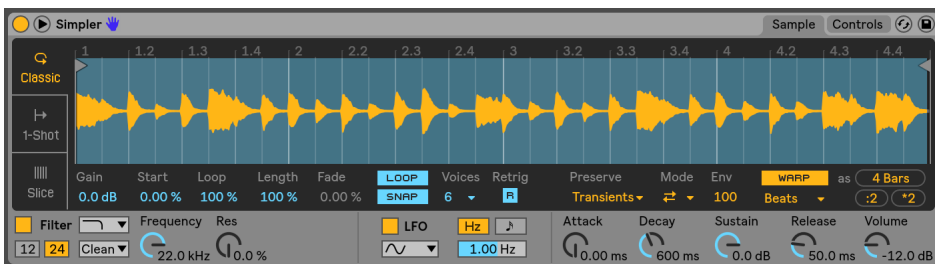 Simpler Sample Controls
1 1.2 1.3 1.4 2 2.2 2.3 2.4 3 3.2 3.3 3.4 4 4.2 4.3 4.4
Classic
1-Shot
Slice
Gain Start Loop Length Fade LOOP Voices Retrig Preserve Mode Env WARP as 4 Bars
0.0 dB 0.00 % 100 % 100 % 0.00 % SNAP 6 R Transients 100 Beats :2 *2
Filter Frequency Res LFO Hz Attack Decay Sustain Release Volume
12 24 Clean 22.0 kHz 0.0 % 1.00 Hz 0.00 ms 600 ms 0.0 dB 50.0 ms -12.0 dB